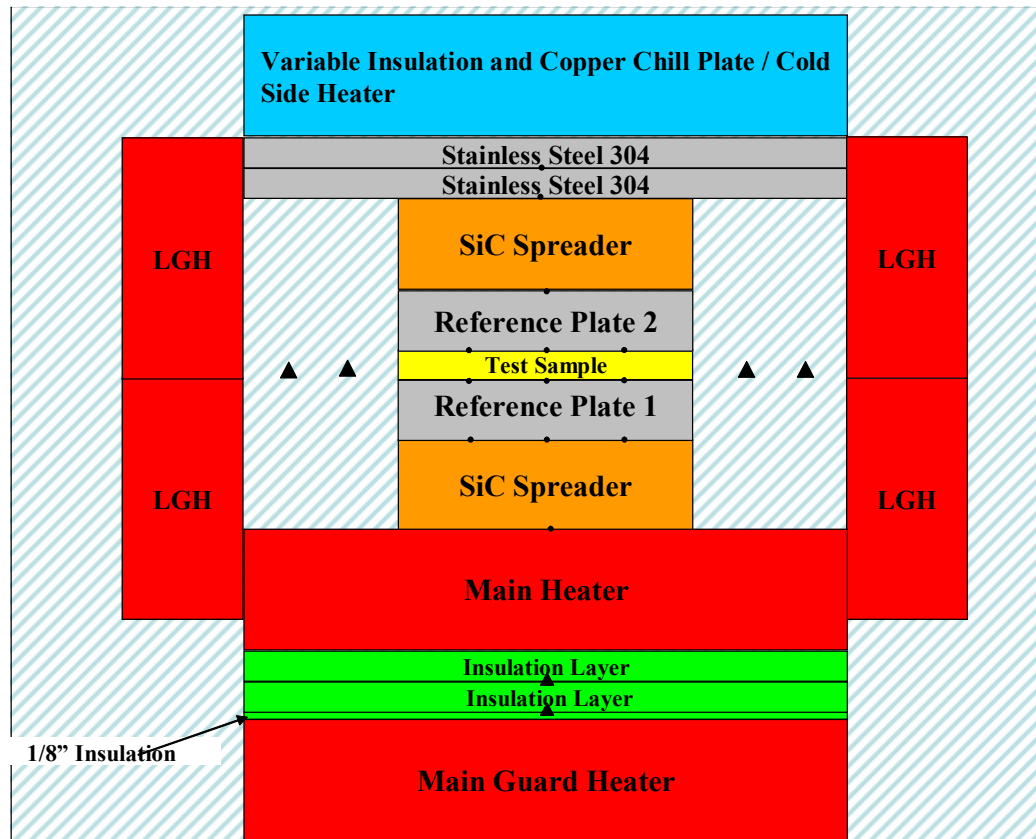 Variable Insulation and Copper Chill Plate / Cold
Side Heater
Stainless Steel 304
Stainless Steel 304
SiC Spreader
LGH
LGH
Reference Plate 2
Test Sample
Reference Plate 1
SiC Spreader
LGH
LGH
Main Heater
Insulation Layer
Insulation Layer
1/8” Insulation
Main Guard Heater